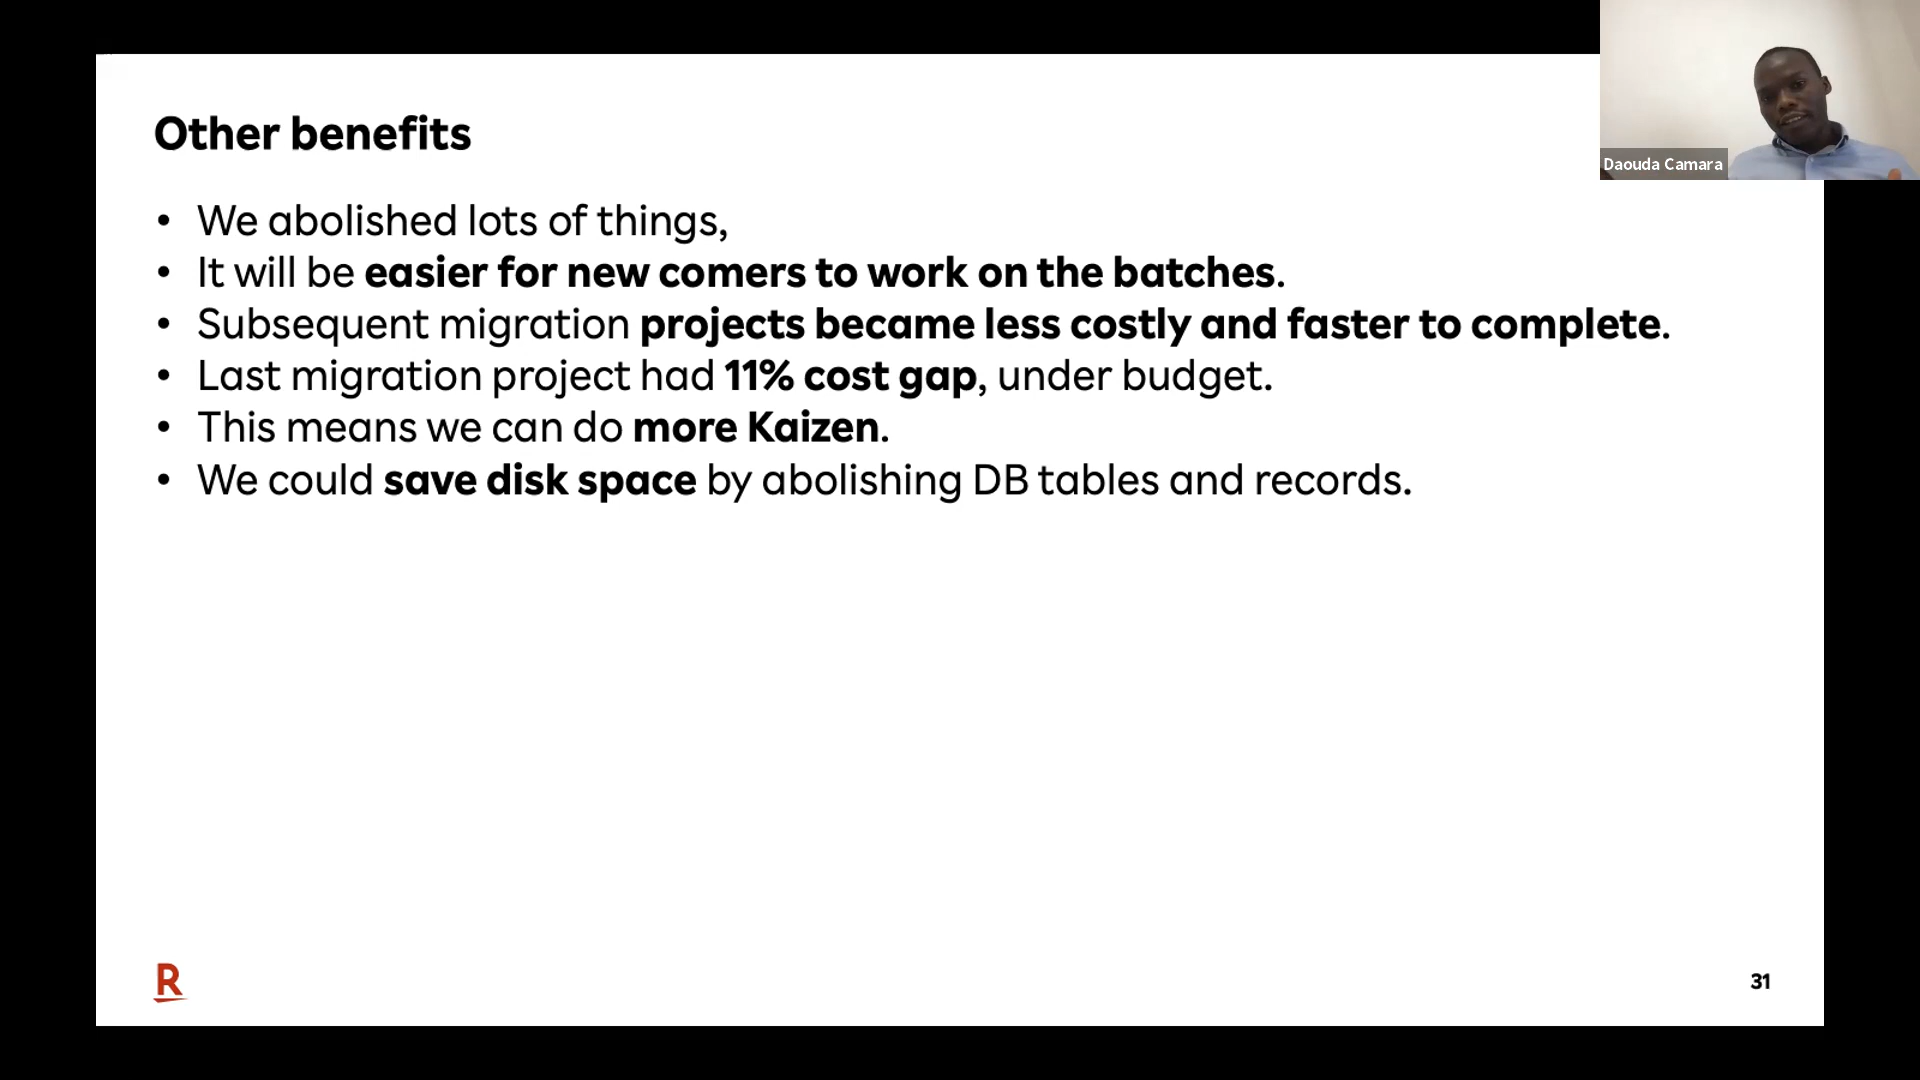 Other benefits
• We abolished lots of things,
• It will be easier for new comers to work on the batches.
• Subsequent migration projects became less costly and faster to complete.
• Last migration project had 11% cost gap, under budget.
• This means we can do more Kaizen.
• We could save disk space by abolishing DB tables and records.
Daouda Camara
R
31